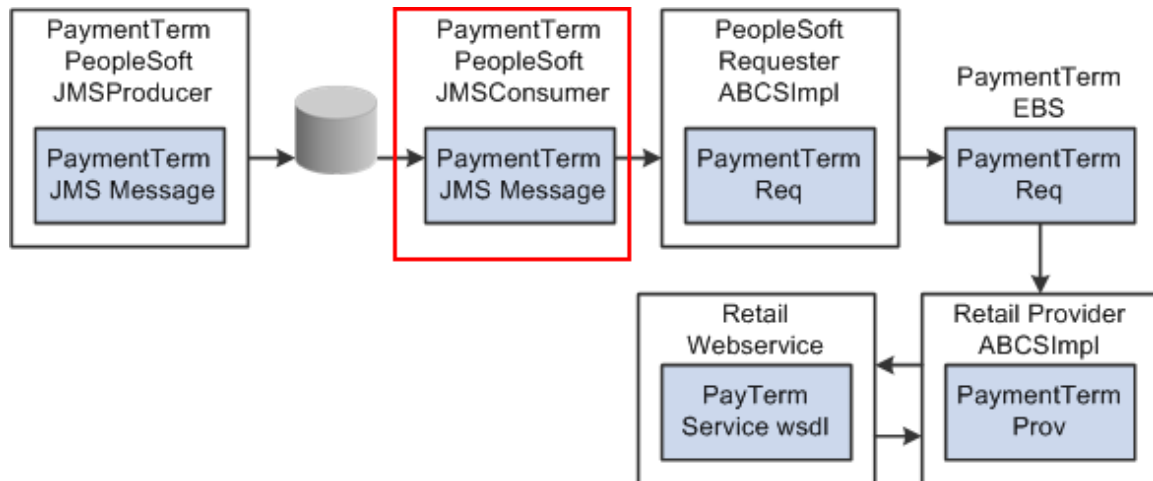 PaymentTerm
PeopleSoft
JMSProducer
PaymentTerm
JMS Message
PaymentTerm
PeopleSoft
JMSConsumer
PaymentTerm
JMS Message
PeopleSoft
Requester
ABCSImpl
PaymentTerm
Req
PaymentTerm
EBS
PaymentTerm
Req
Retail
Webservice
PayTerm
Service wsdl
Retail Provider
ABCSImpl
PaymentTerm
Prov